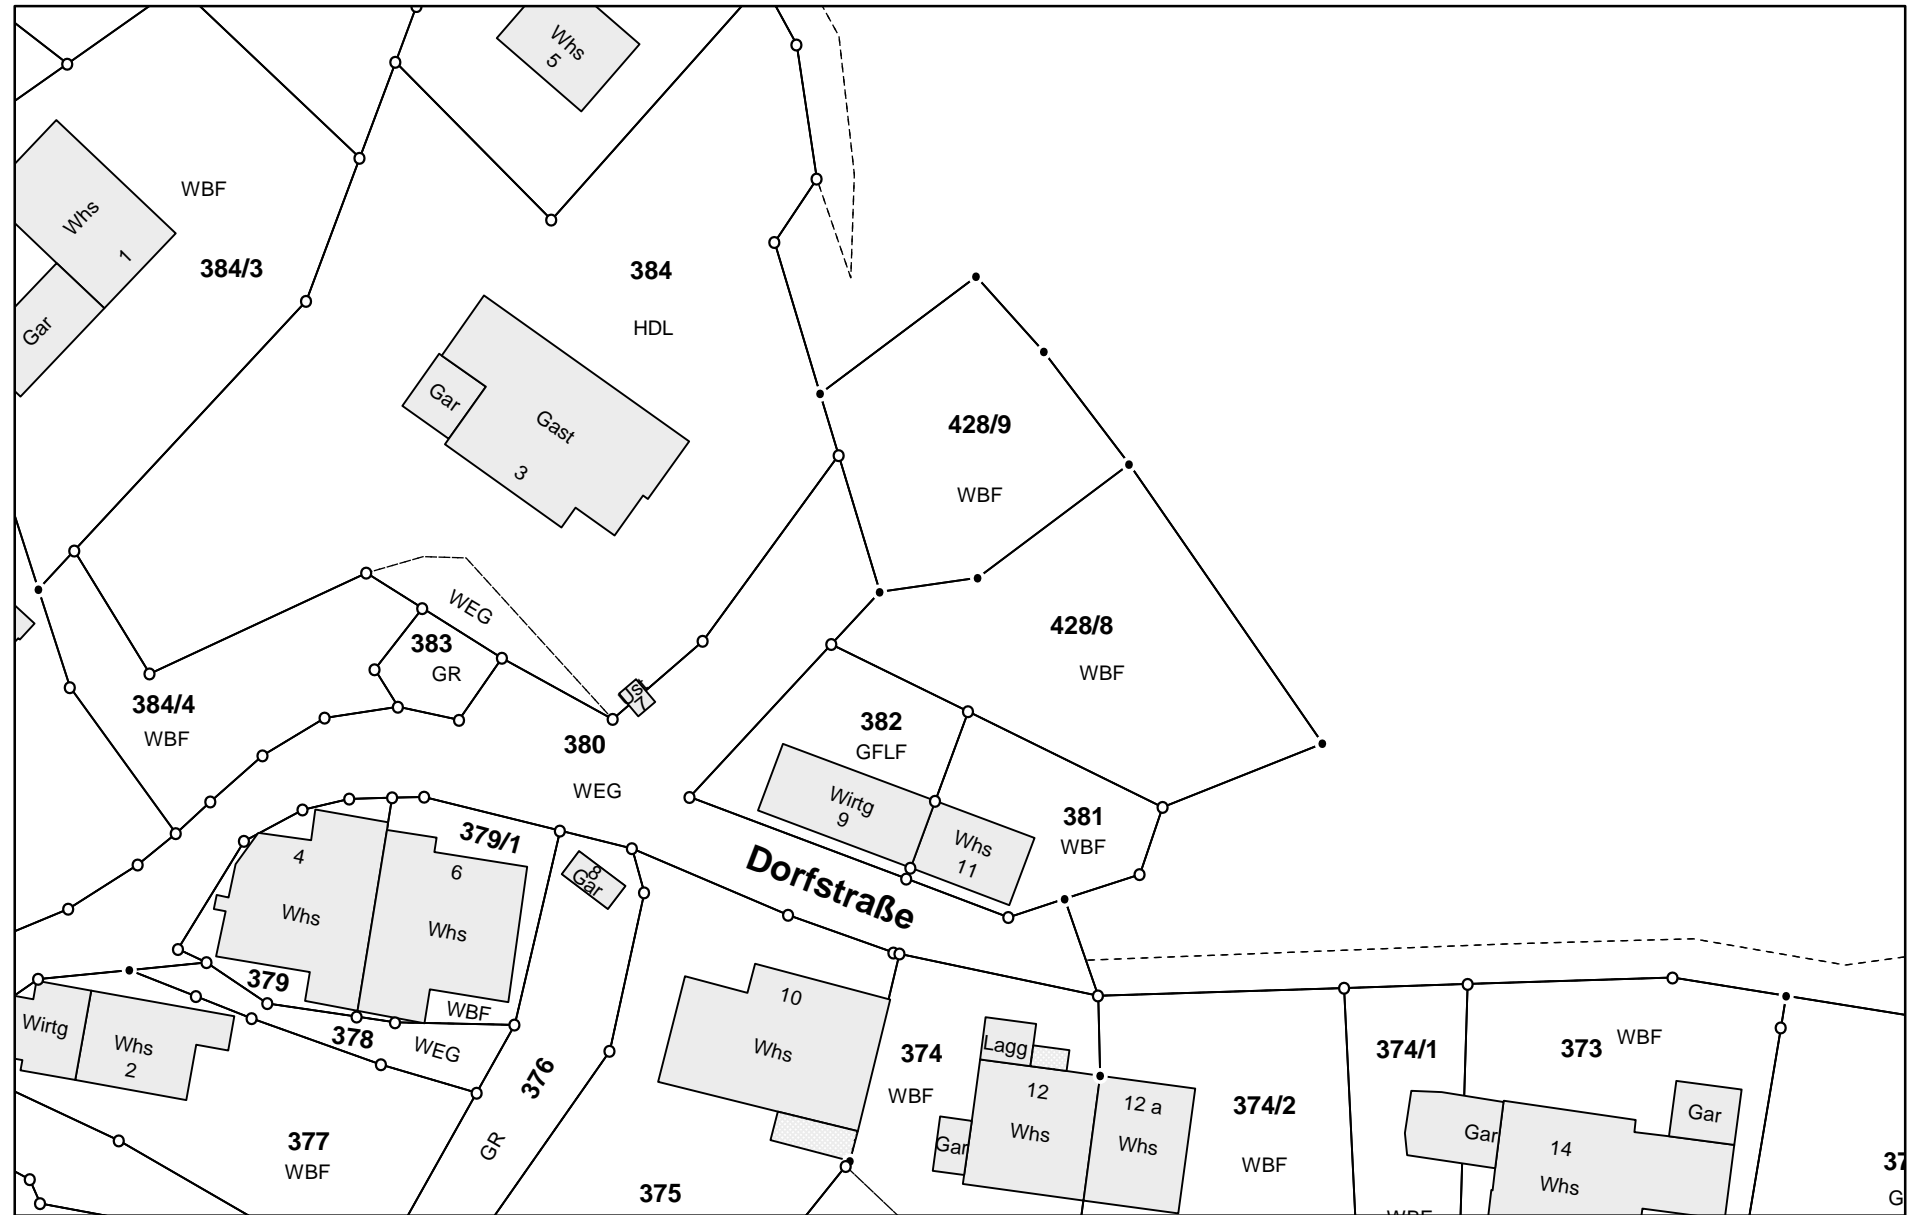 Whs
5
WBF
Whs
1
384/3
384
Gar
HDL
Gar
Gast
3
428/9
WBF
WEG
383
GR
428/8
WBF
384/4
WBF
Ust
7
382
GFLF
380
WEG
Wirtg
9
381
WBF
Whs
11
379/1
4
6
8
Gar
Dorfstraße
Whs
Whs
379
WBF
10
Wirtg
Whs
2
378
WEG
376
Whs
374
WBF
Lagg
12
Whs
12 a
Whs
Gar
374/1
373
WBF
374/2
WBF
Gar
Gar
14
Whs
377
WBF
GR
375
WBF
37
G